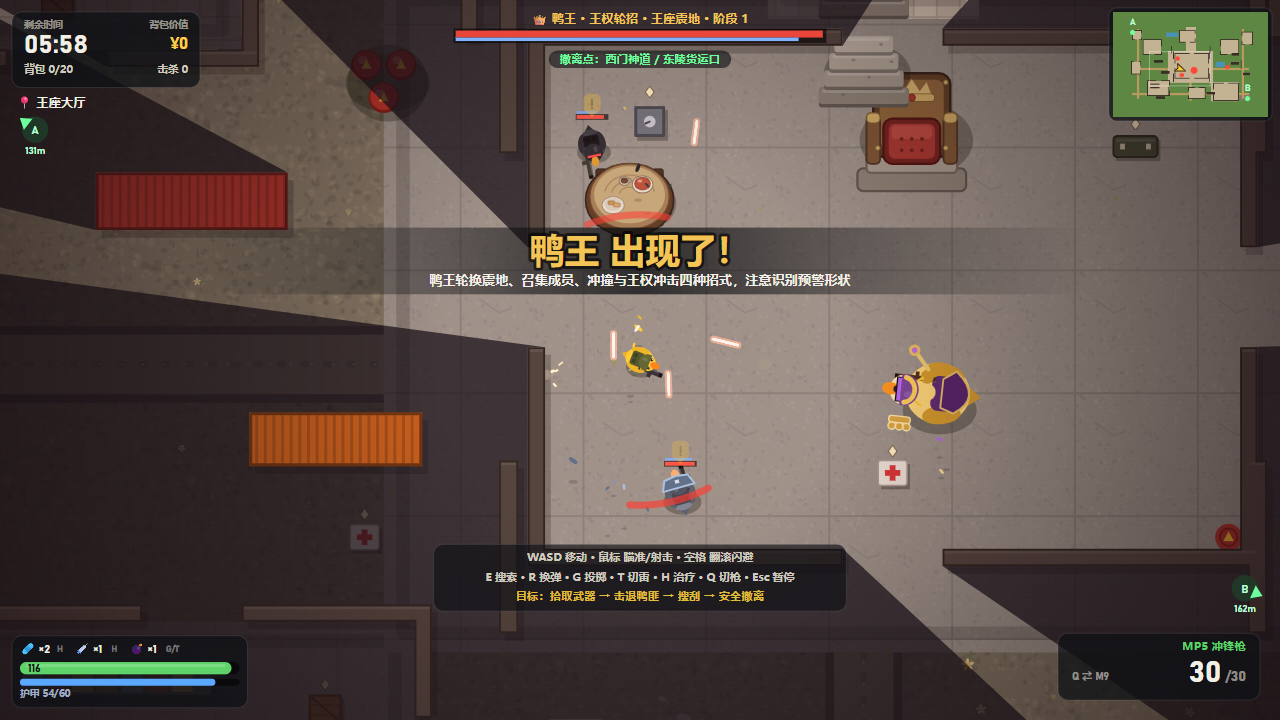 剩余时间 背包价值
05:58 ¥0
背包 0/20 击杀 0
王座大厅
A
131m
鸭王 · 王权轮招 · 王座震地 · 阶段 1
撤离点：西门神道 / 东陵货运口
A
B
鸭王 出现了！
鸭王轮换震地、召集成员、冲撞与王权冲击四种招式，注意识别预警形状
WASD 移动 · 鼠标 瞄准/射击 · 空格 翻滚闪避
E 搜索 · R 换弹 · G 投掷 · T 切雷 · H 治疗 · Q 切枪 · Esc 暂停
目标：拾取武器 → 击退鸭匪 → 搜刮 → 安全撤离
B
162m
×2 H ×1 H ×1 G/T
116
护甲 54/60
MP5 冲锋枪
Q ⇄ M9 30 /30